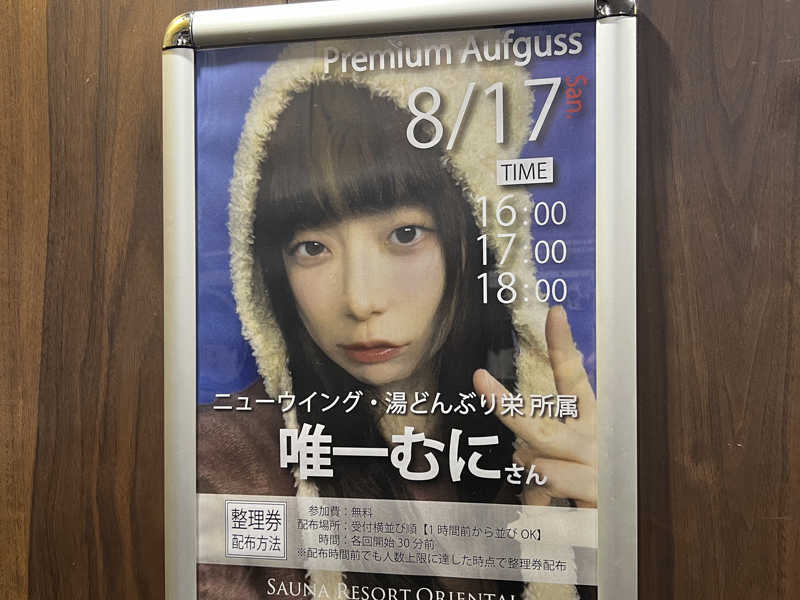 Premium Aufguss
8/17 San.
TIME
16:00
17:00
18:00
ニューウイング・湯どんぶり栄 所属
唯一むにさん
整理券
配布方法
参加費：無料
配布場所：受付横並び順【1時間前から並びOK】
時間：各回開始30分前
※配布時間前でも人数上限に達した時点で整理券配布
SAUNA RESORT ORIENTAL